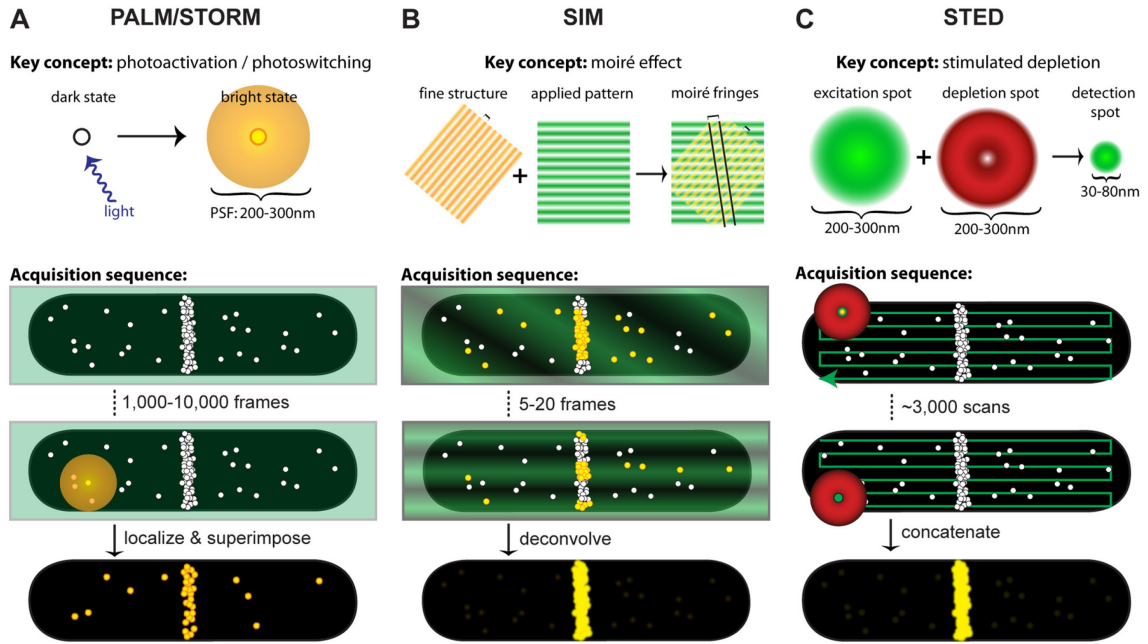 A PALM/STORM
Key concept: photoactivation / photoswitching
dark state
bright state
light
PSF: 200-300nm
Acquisition sequence:
1,000-10,000 frames
localize & superimpose
B SIM
Key concept: moiré effect
fine structure
applied pattern
moiré fringes
Acquisition sequence:
5-20 frames
deconvolve
C STED
Key concept: stimulated depletion
excitation spot
depletion spot
detection
spot
30-80nm
200-300nm
200-300nm
Acquisition sequence:
~3,000 scans
concatenate